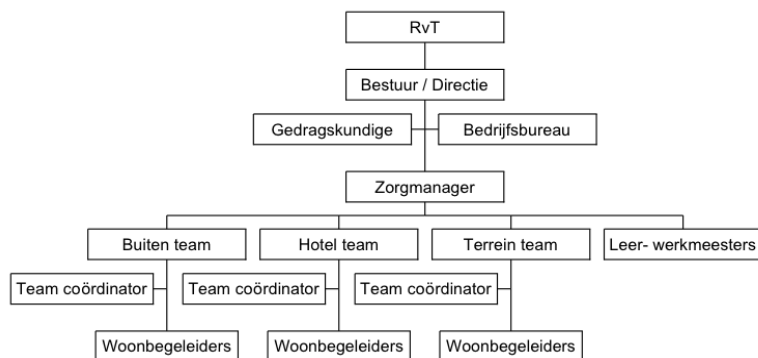 RvT
Bestuur / Directie
Gedragskundige
Bedrijfsbureau
Zorgmanager
Buiten team
Hotel team
Terrein team
Leer- werkmeesters
Team coördinator
Team coördinator
Team coördinator
Woonbegeleiders
Woonbegeleiders
Woonbegeleiders